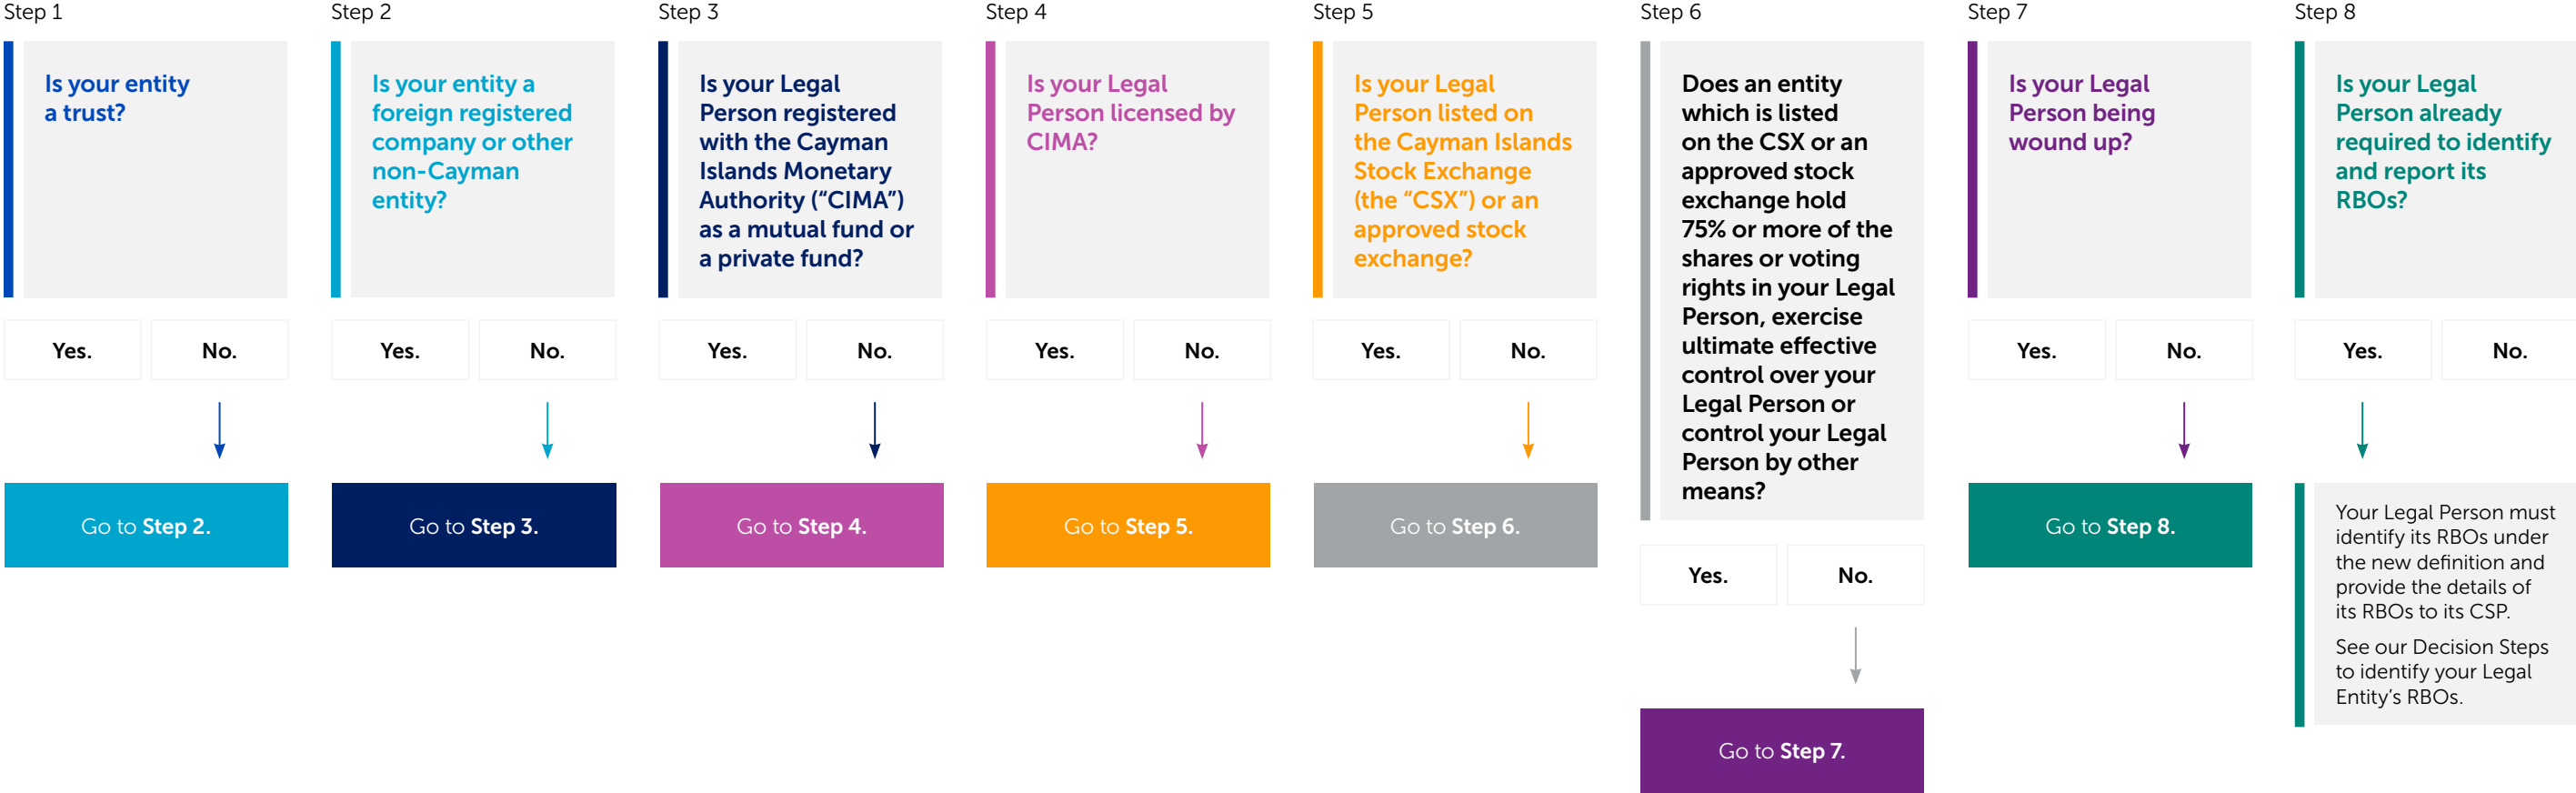 Step 1
Is your entity
a trust?
Yes.
No.
Go to Step 2.
Step 2
Is your entity a
foreign registered
company or other
non-Cayman
entity?
Yes.
No.
Go to Step 3.
Step 3
Is your Legal
Person registered
with the Cayman
Islands Monetary
Authority (“CIMA”)
as a mutual fund or
a private fund?
Yes.
No.
Go to Step 4.
Step 4
Is your Legal
Person licensed by
CIMA?
Yes.
No.
Go to Step 5.
Step 5
Is your Legal
Person listed on
the Cayman Islands
Stock Exchange
(the “CSX”) or an
approved stock
exchange?
Yes.
No.
Go to Step 6.
Step 6
Does an entity
which is listed
on the CSX or an
approved stock
exchange hold
75% or more of the
shares or voting
rights in your Legal
Person, exercise
ultimate effective
control over your
Legal Person or
control your Legal
Person by other
means?
Yes.
No.
Go to Step 7.
Step 7
Is your Legal
Person being
wound up?
Yes.
No.
Go to Step 8.
Step 8
Is your Legal
Person already
required to identify
and report its
RBOs?
Yes.
No.
Your Legal Person must
identify its RBOs under
the new definition and
provide the details of
its RBOs to its CSP.
See our Decision Steps
to identify your Legal
Entity’s RBOs.